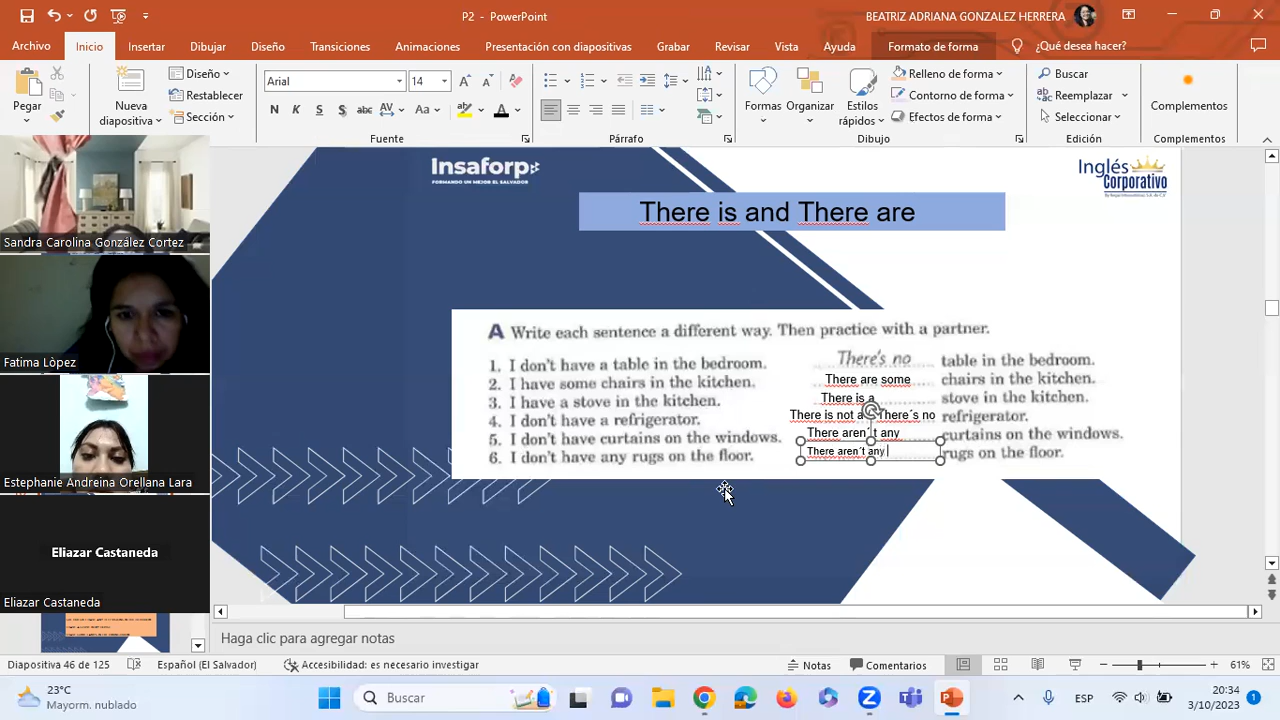 P2 - PowerPoint
BEATRIZ ADRIANA GONZALEZ HERRERA
Archivo Inicio Insertar Dibujar Diseño Transiciones Animaciones Presentación con diapositivas Grabar Revisar Vista Ayuda Formato de forma ¿Qué desea hacer?
Pegar
Nueva diapositiva
Diseño
Restablecer
Sección
Arial 14
N K S S abc AV Aa A
Formas Organizar Estilos rápidos
Relleno de forma
Contorno de forma
Efectos de forma
Buscar
Reemplazar
Seleccionar
Complementos
Fuente Párrafo Dibujo Edición Complementos
Insaforp
FORMANDO UN MEJOR EL SALVADOR
Inglés
Corporativo
There is and There are
A Write each sentence a different way. Then practice with a partner.
1. I don't have a table in the bedroom. There's no table in the bedroom.
2. I have some chairs in the kitchen. There are some chairs in the kitchen.
3. I have a stove in the kitchen. There is a stove in the kitchen.
4. I don't have a refrigerator. There is not a There´s no refrigerator.
5. I don't have curtains on the windows. There aren´t any curtains on the windows.
6. I don't have any rugs on the floor. There aren´t any rugs on the floor.
Sandra Carolina González Cortez
Fatima López
Estephanie Andreina Orellana Lara
Eliazar Castaneda
Eliazar Castaneda
Haga clic para agregar notas
Diapositiva 46 de 125 Español (El Salvador) Accesibilidad: es necesario investigar Notas Comentarios 61%
23°C
Mayorm. nublado
Buscar
ESP
20:34
3/10/2023